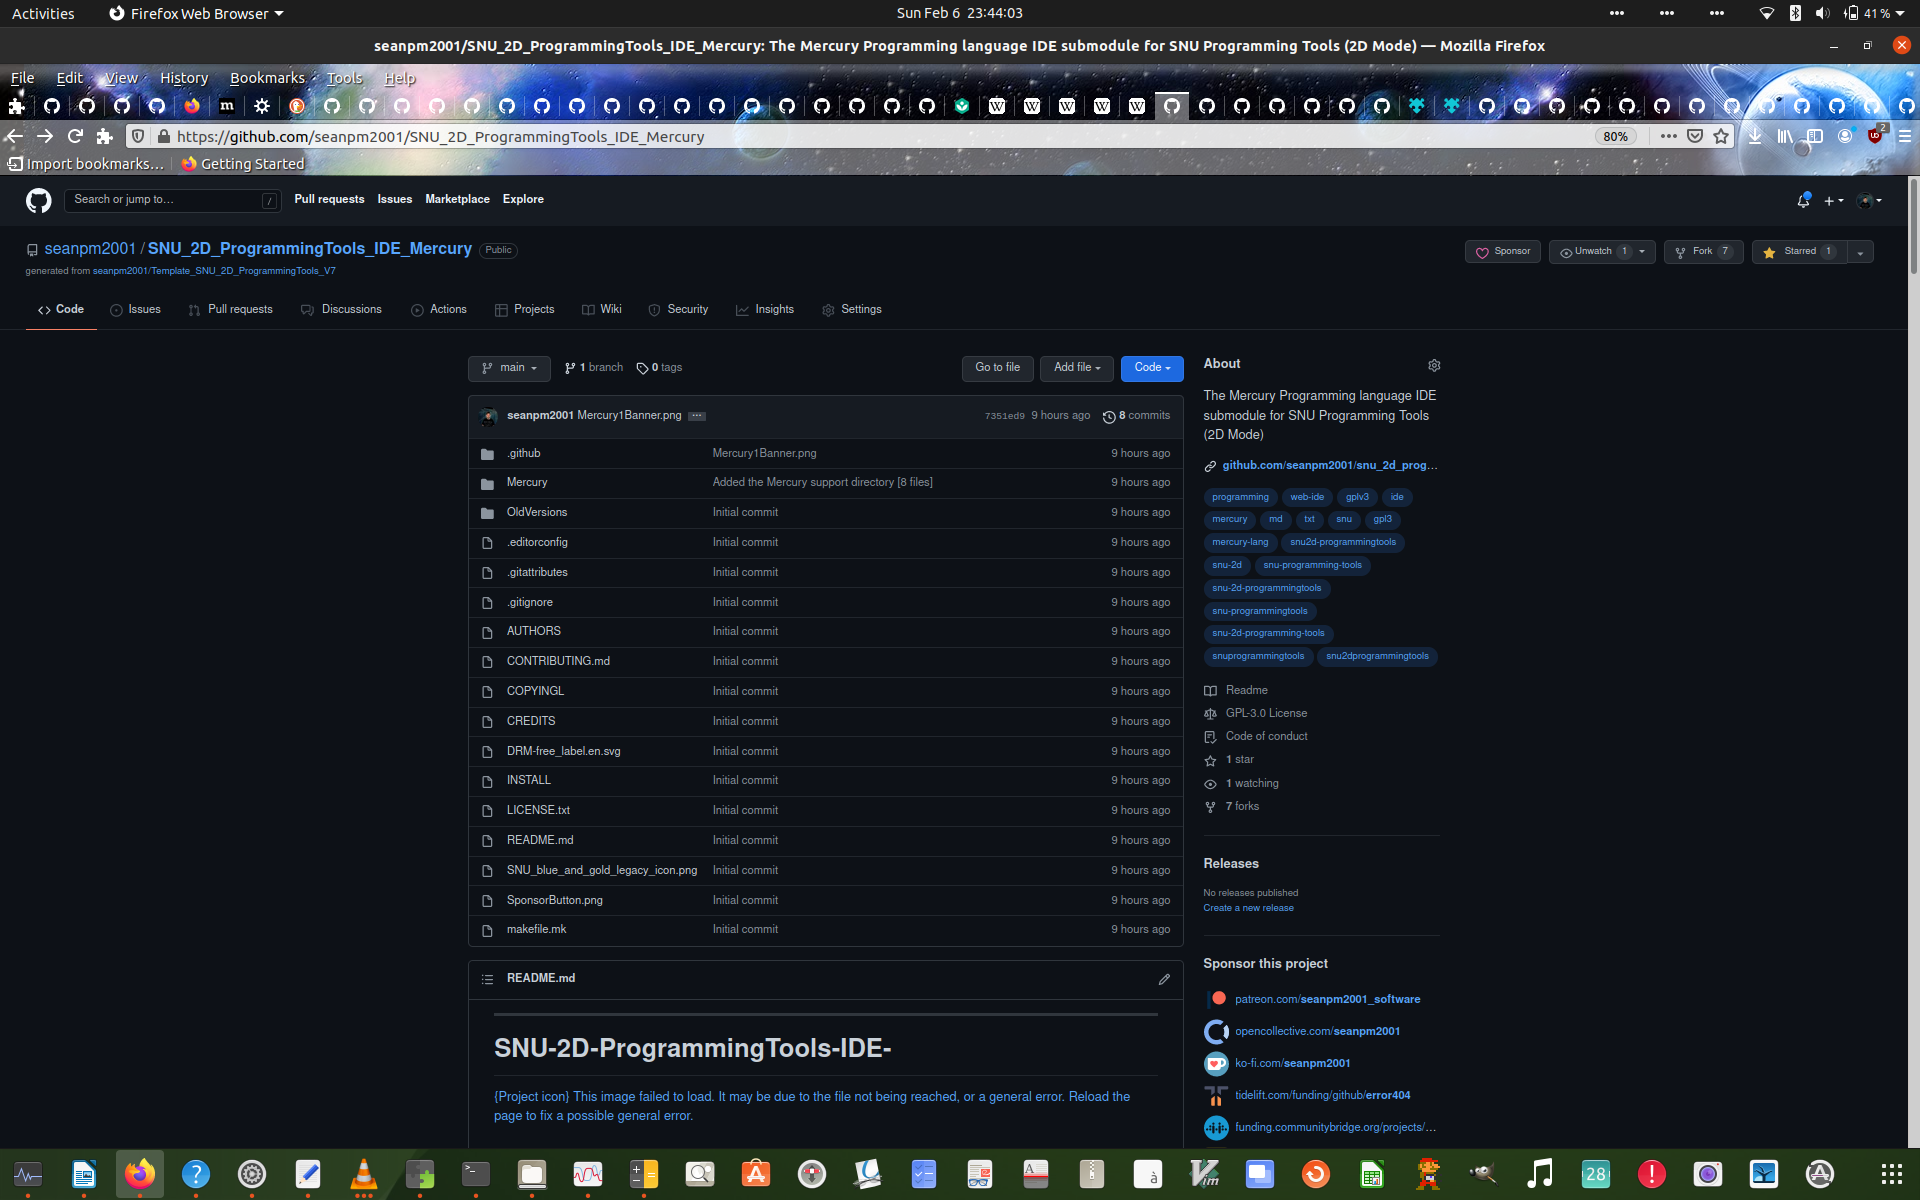 Activities
Firefox Web Browser
Sun Feb 6 23:44:03
41 %
seanpm2001/SNU_2D_ProgrammingTools_IDE_Mercury: The Mercury Programming language IDE submodule for SNU Programming Tools (2D Mode) — Mozilla Firefox
File Edit View History Bookmarks Tools Help
https://github.com/seanpm2001/SNU_2D_ProgrammingTools_IDE_Mercury
80%
2
Import bookmarks...
Getting Started
Search or jump to...
/
Pull requests
Issues
Marketplace
Explore
seanpm2001 / SNU_2D_ProgrammingTools_IDE_Mercury
Public
generated from seanpm2001/Template_SNU_2D_ProgrammingTools_V7
Sponsor
Unwatch 1
Fork 7
Starred 1
Code
Issues
Pull requests
Discussions
Actions
Projects
Wiki
Security
Insights
Settings
main
1 branch
0 tags
Go to file
Add file
Code
seanpm2001 Mercury1Banner.png
7351ed9 9 hours ago
8 commits
.github Mercury1Banner.png 9 hours ago
Mercury Added the Mercury support directory [8 files] 9 hours ago
OldVersions Initial commit 9 hours ago
.editorconfig Initial commit 9 hours ago
.gitattributes Initial commit 9 hours ago
.gitignore Initial commit 9 hours ago
AUTHORS Initial commit 9 hours ago
CONTRIBUTING.md Initial commit 9 hours ago
COPYINGL Initial commit 9 hours ago
CREDITS Initial commit 9 hours ago
DRM-free_label.en.svg Initial commit 9 hours ago
INSTALL Initial commit 9 hours ago
LICENSE.txt Initial commit 9 hours ago
README.md Initial commit 9 hours ago
SNU_blue_and_gold_legacy_icon.png Initial commit 9 hours ago
SponsorButton.png Initial commit 9 hours ago
makefile.mk Initial commit 9 hours ago
README.md
SNU-2D-ProgrammingTools-IDE-
{Project icon} This image failed to load. It may be due to the file not being reached, or a general error. Reload the
page to fix a possible general error.
About
The Mercury Programming language IDE
submodule for SNU Programming Tools
(2D Mode)
github.com/seanpm2001/snu_2d_prog...
programming web-ide gplv3 ide
mercury md txt snu gpl3
mercury-lang snu2d-programmingtools
snu-2d snu-programming-tools
snu-2d-programmingtools
snu-programmingtools
snu-2d-programming-tools
snuprogrammingtools snu2dprogrammingtools
Readme
GPL-3.0 License
Code of conduct
1 star
1 watching
7 forks
Releases
No releases published
Create a new release
Sponsor this project
patreon.com/seanpm2001_software
opencollective.com/seanpm2001
ko-fi.com/seanpm2001
tidelift.com/funding/github/error404
funding.communitybridge.org/projects/...
28